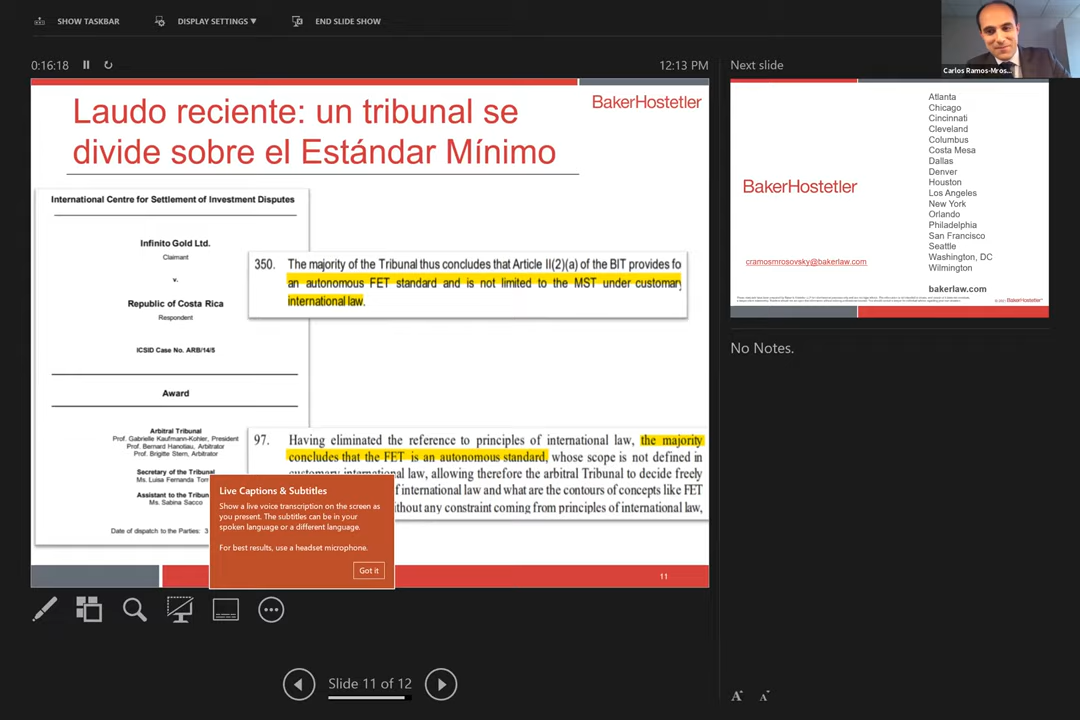 SHOW TASKBAR
DISPLAY SETTINGS ▼
END SLIDE SHOW
Carlos Ramos-Mros...
0:16:18
12:13 PM
Next slide
Laudo reciente: un tribunal se
divide sobre el Estándar Mínimo
BakerHostetler
International Centre for Settlement of Investment Disputes
Infinito Gold Ltd.
Claimant
v.
Republic of Costa Rica
Respondent
ICSID Case No. ARB/14/5
Award
Arbitral Tribunal
Prof. Gabrielle Kaufmann-Kohler, President
Prof. Bernard Hanotiau, Arbitrator
Prof. Brigitte Stern, Arbitrator
Secretary of the Tribunal
Ms. Luisa Fernanda Torr
Assistant to the Tribunal
Ms. Sabina Sacco
Date of dispatch to the Parties: 3
350. The majority of the Tribunal thus concludes that Article II(2)(a) of the BIT provides fo
an autonomous FET standard and is not limited to the MST under customary
international law.
97. Having eliminated the reference to principles of international law, the majority
concludes that the FET is an autonomous standard, whose scope is not defined in
customary international law, allowing therefore the arbitral Tribunal to decide freely
of international law and what are the contours of concepts like FET
ithout any constraint coming from principles of international law,
Live Captions & Subtitles
Show a live voice transcription on the screen as
you present. The subtitles can be in your
spoken language or a different language.
For best results, use a headset microphone.
Got it
11
BakerHostetler
cramosmrosovsky@bakerlaw.com
Atlanta
Chicago
Cincinnati
Cleveland
Columbus
Costa Mesa
Dallas
Denver
Houston
Los Angeles
New York
Orlando
Philadelphia
San Francisco
Seattle
Washington, DC
Wilmington
bakerlaw.com
BakerHostetler
No Notes.
Slide 11 of 12
A A